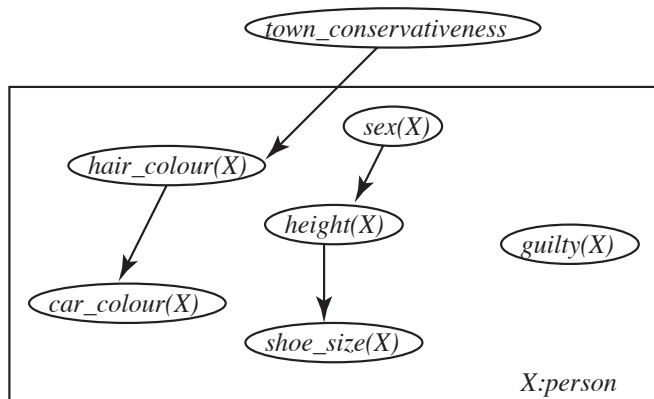 town_conservativeness
sex(X)
hair_colour(X)
height(X)
guilty(X)
car_colour(X)
shoe_size(X)
X:person